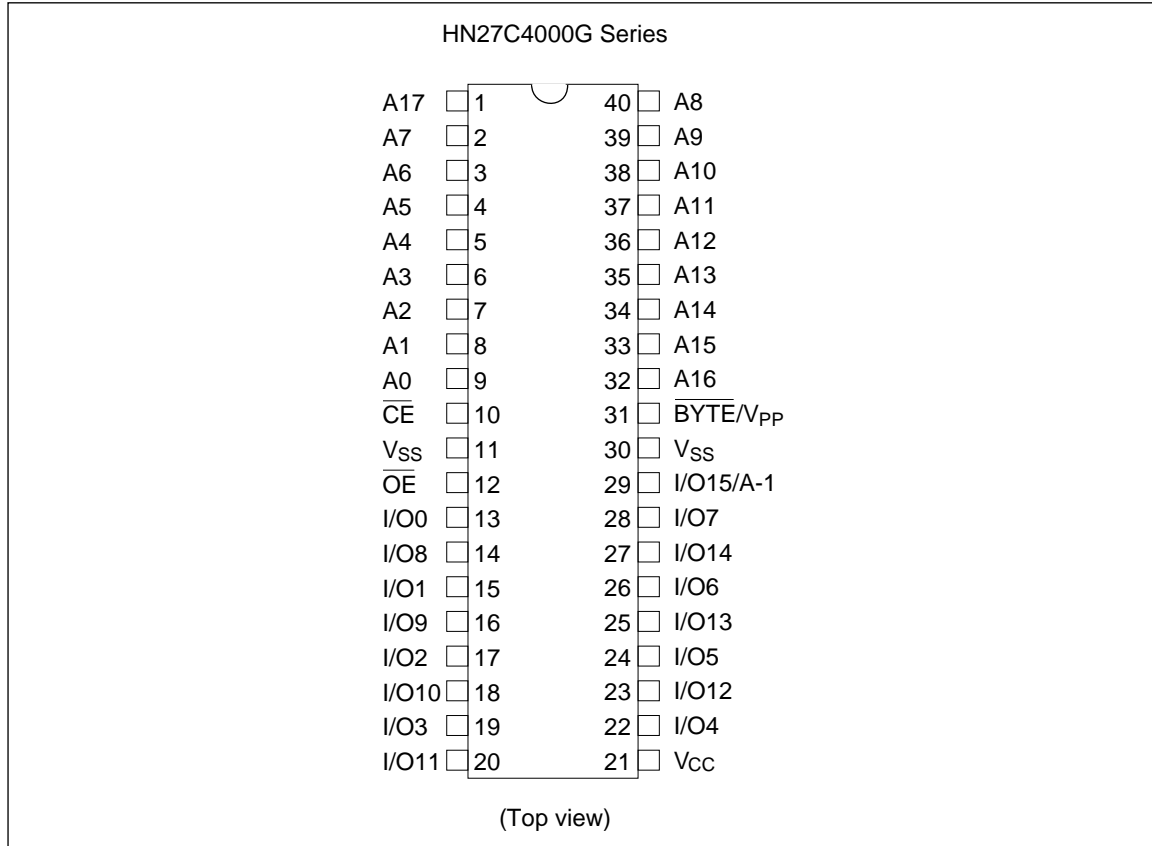 HN27C4000G Series
A17 1 40 A8
A7 2 39 A9
A6 3 38 A10
A5 4 37 A11
A4 5 36 A12
A3 6 35 A13
A2 7 34 A14
A1 8 33 A15
A0 9 32 A16
C̅E̅ 10 31 B̅Y̅T̅E̅/VPP
VSS 11 30 VSS
O̅E̅ 12 29 I/O15/A-1
I/O0 13 28 I/O7
I/O8 14 27 I/O14
I/O1 15 26 I/O6
I/O9 16 25 I/O13
I/O2 17 24 I/O5
I/O10 18 23 I/O12
I/O3 19 22 I/O4
I/O11 20 21 VCC
(Top view)